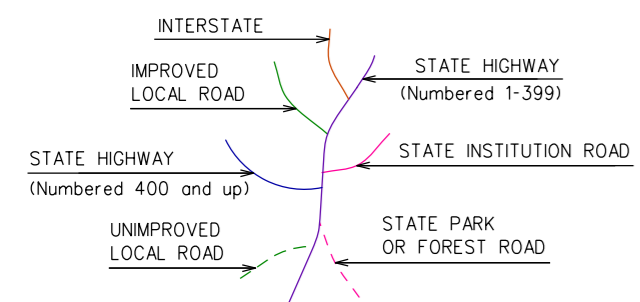 INTERSTATE
STATE HIGHWAY
(Numbered 1-399)
IMPROVED
LOCAL ROAD
STATE INSTITUTION ROAD
STATE HIGHWAY
(Numbered 400 and up)
STATE PARK
OR FOREST ROAD
UNIMPROVED
LOCAL ROAD